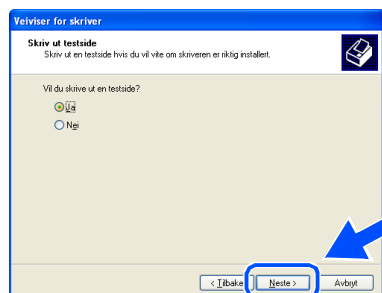 Veiviser for skriver
Skriv ut testside
Skriv ut en testside hvis du vil vite om skriveren er riktig installert.
Vil du skrive ut en testside?
Ja
Nei
< Tilbake
Neste >
Avbryt